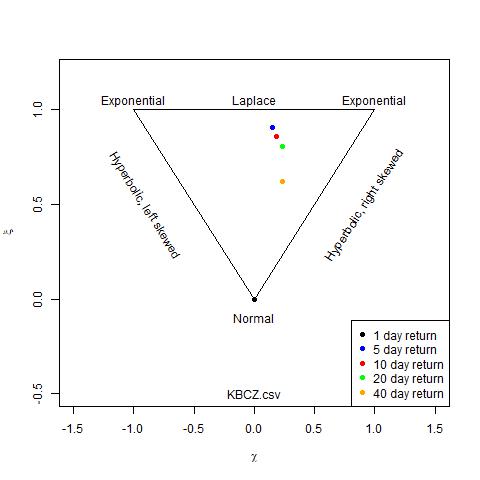 Exponential Laplace Exponential
Hyperbolic, left skewed
Hyperbolic, right skewed
Normal
KBCZ.csv
1 day return
5 day return
10 day return
20 day return
40 day return
1.0
0.5
0.0
-0.5
ξ
-1.5 -1.0 -0.5 0.0 0.5 1.0 1.5
χ